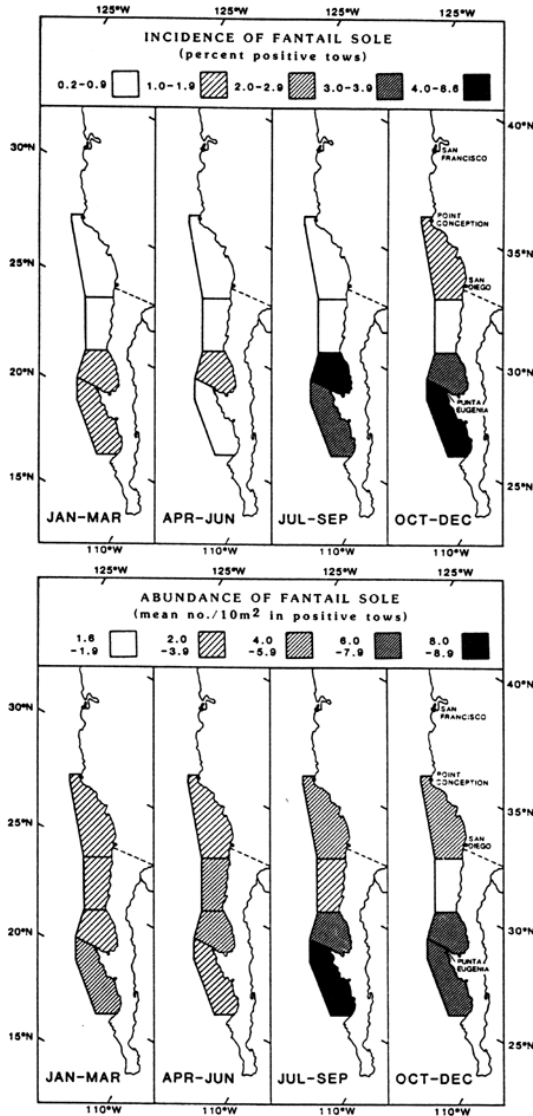 125°W 125°W 125°W 125°W
INCIDENCE OF FANTAIL SOLE
(percent positive tows)
0.2-0.9 1.0-1.9 2.0-2.9 3.0-3.9 4.0-8.6
30°N 40°N
SAN
FRANCISCO
POINT
CONCEPTION
25°N 35°N
SAN
DIEGO
20°N 30°N
PUNTA
EUGENIA
15°N 25°N
JAN-MAR APR-JUN JUL-SEP OCT-DEC
110°W 110°W 110°W 110°W
125°W 125°W 125°W 125°W
ABUNDANCE OF FANTAIL SOLE
(mean no./10m² in positive tows)
1.6 2.0 4.0 6.0 8.0
-1.9 -3.9 -5.9 -7.9 -8.9
30°N 40°N
SAN
FRANCISCO
POINT
CONCEPTION
25°N 35°N
SAN
DIEGO
20°N 30°N
PUNTA
EUGENIA
15°N 25°N
JAN-MAR APR-JUN JUL-SEP OCT-DEC
110°W 110°W 110°W 110°W